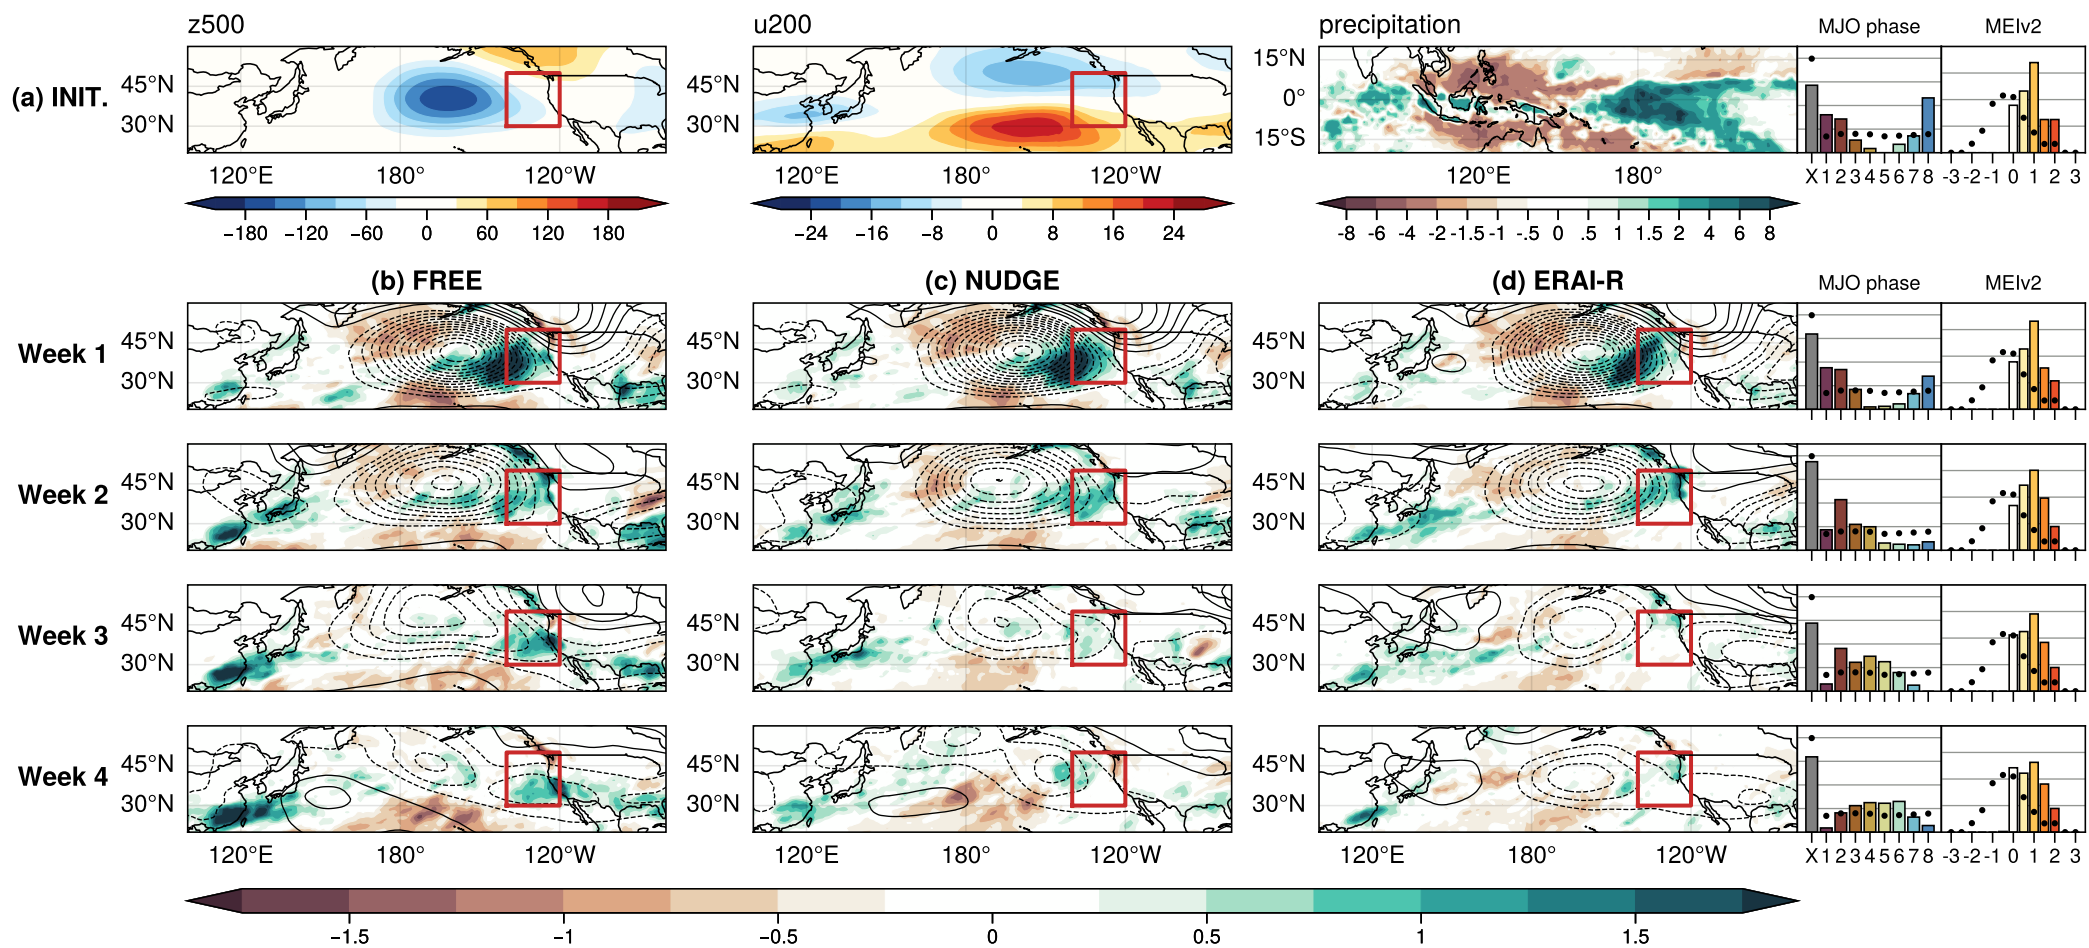 z500 u200 precipitation MJO phase MEIv2
(a) INIT.
45°N 30°N 45°N 30°N 15°N 0° 15°S
120°E 180° 120°W 120°E 180° 120°W 120°E 180° X 1 2 3 4 5 6 7 8 -3 -2 -1 0 1 2 3
−180 −120 −60 0 60 120 180 −24 −16 −8 0 8 16 24 -8 -6 -4 -2 -1.5 -1 -.5 0 .5 1 1.5 2 4 6 8
(b) FREE (c) NUDGE (d) ERAI-R MJO phase MEIv2
Week 1 45°N 30°N 45°N 30°N 45°N 30°N
Week 2 45°N 30°N 45°N 30°N 45°N 30°N
Week 3 45°N 30°N 45°N 30°N 45°N 30°N
Week 4 45°N 30°N 45°N 30°N 45°N 30°N
120°E 180° 120°W 120°E 180° 120°W 120°E 180° 120°W X 1 2 3 4 5 6 7 8 -3 -2 -1 0 1 2 3
−1.5 −1 −0.5 0 0.5 1 1.5